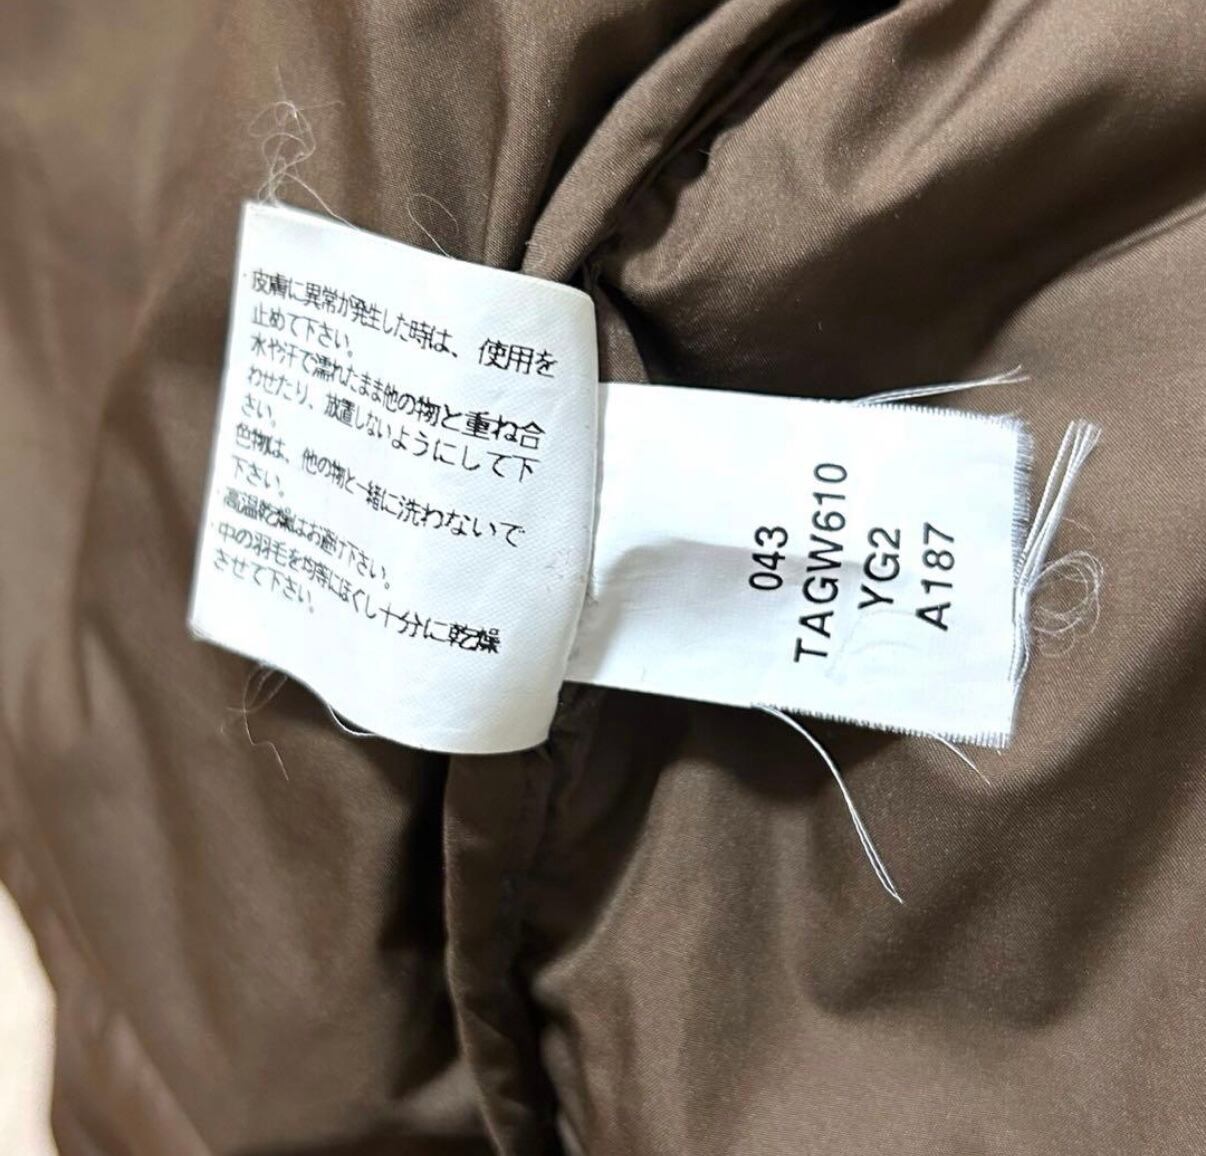 ・皮膚に異常が発生した時は、使用を
止めて下さい。
水や汗で濡れたまま他の物と重ね合
わせたり、放置しないようにして下
さい。
色物は、他の物と一緒に洗わないで
下さい。
・高温乾燥はお避け下さい。
中の羽毛を均等にほぐし十分に乾燥
させて下さい。
043
TAGW610
YG2
A187